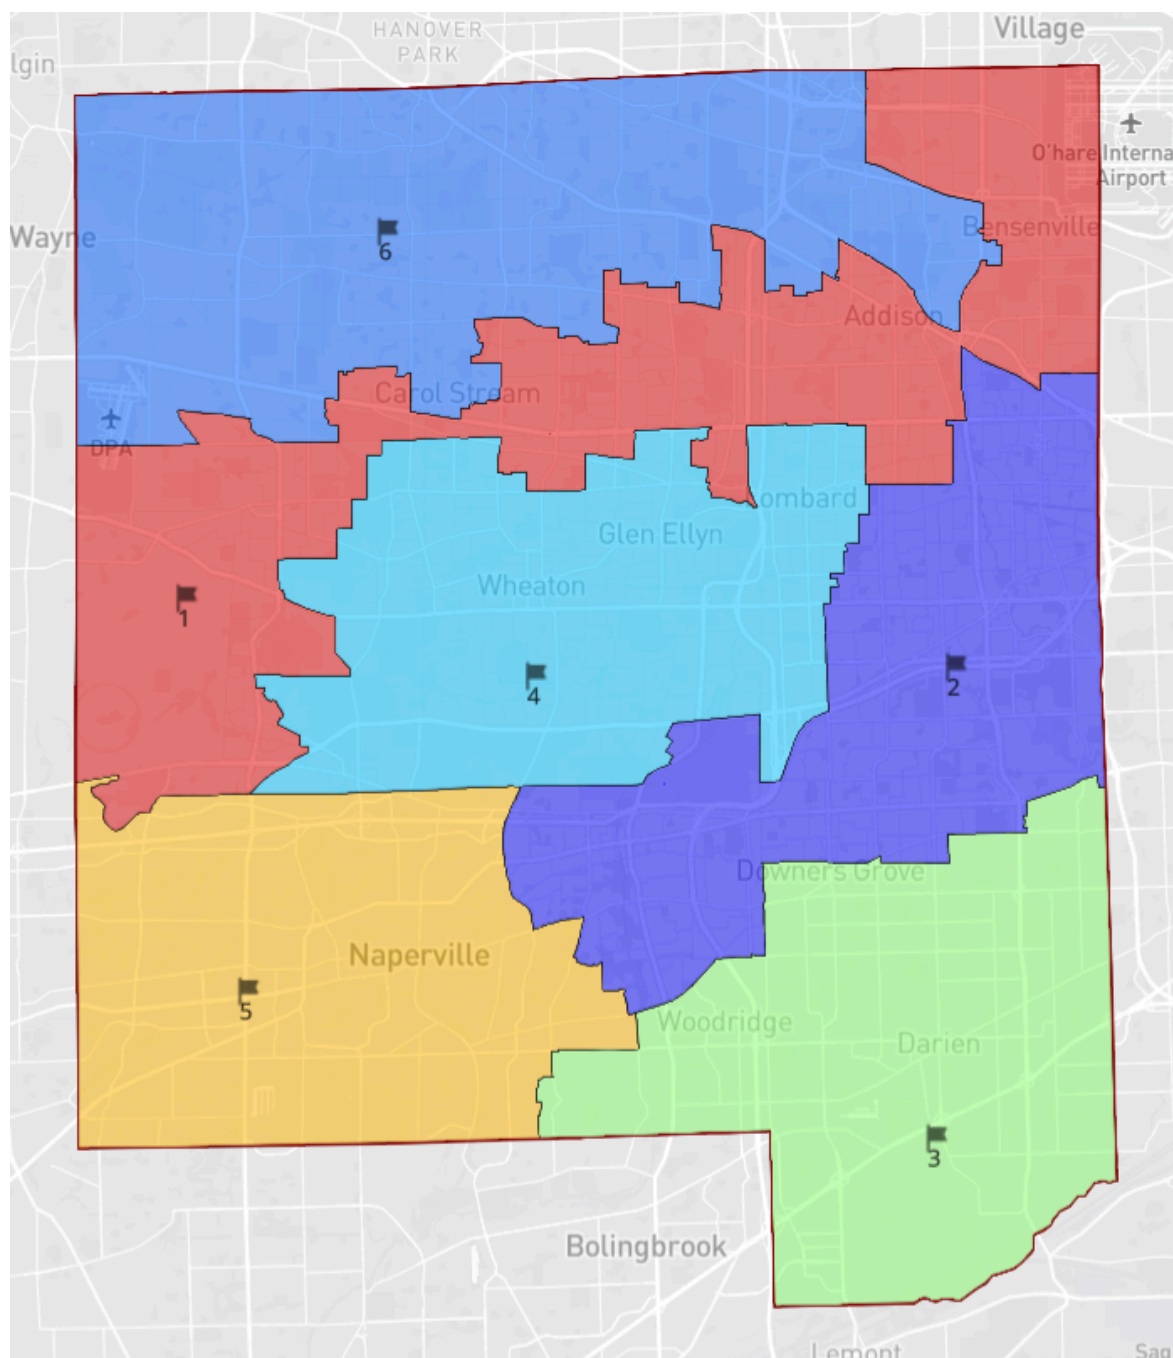 HANOVER
PARK
Village
lgin
O'hare Interna
Airport
Wayne
Bensenville
6
Addison
Carol Stream
DPA
Lombard
Glen Ellyn
Wheaton
1
4
2
Downers Grove
Naperville
5
Woodridge
Darien
3
Bolingbrook
Lemont
Sag